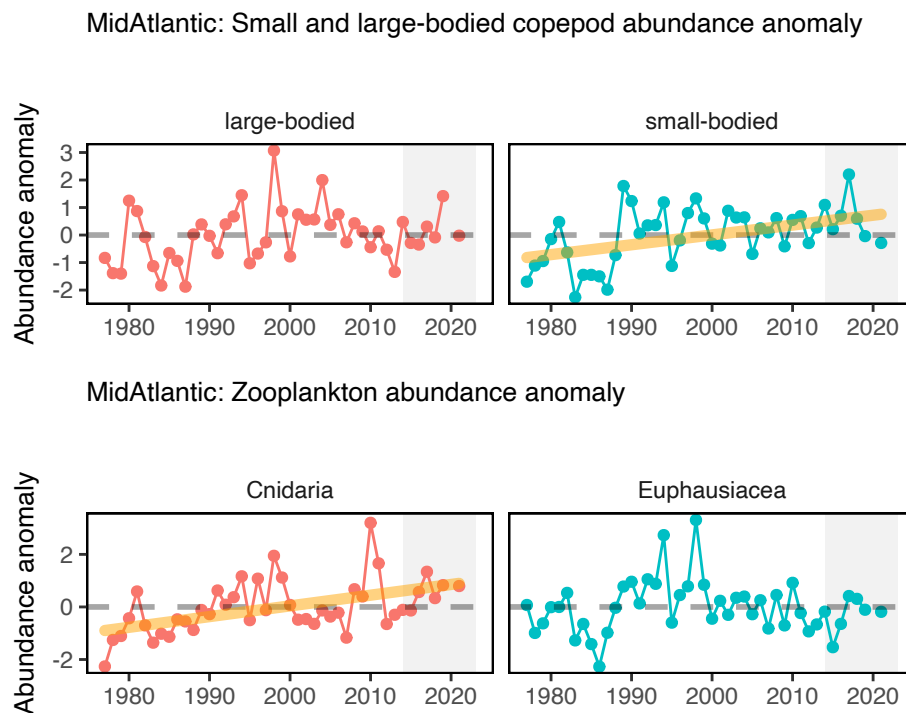 MidAtlantic: Small and large-bodied copepod abundance anomaly
large-bodied
small-bodied
Abundance anomaly
3
2
1
0
-1
-2
1980 1990 2000 2010 2020
1980 1990 2000 2010 2020
MidAtlantic: Zooplankton abundance anomaly
Cnidaria
Euphausiacea
Abundance anomaly
2
0
-2
1980 1990 2000 2010 2020
1980 1990 2000 2010 2020